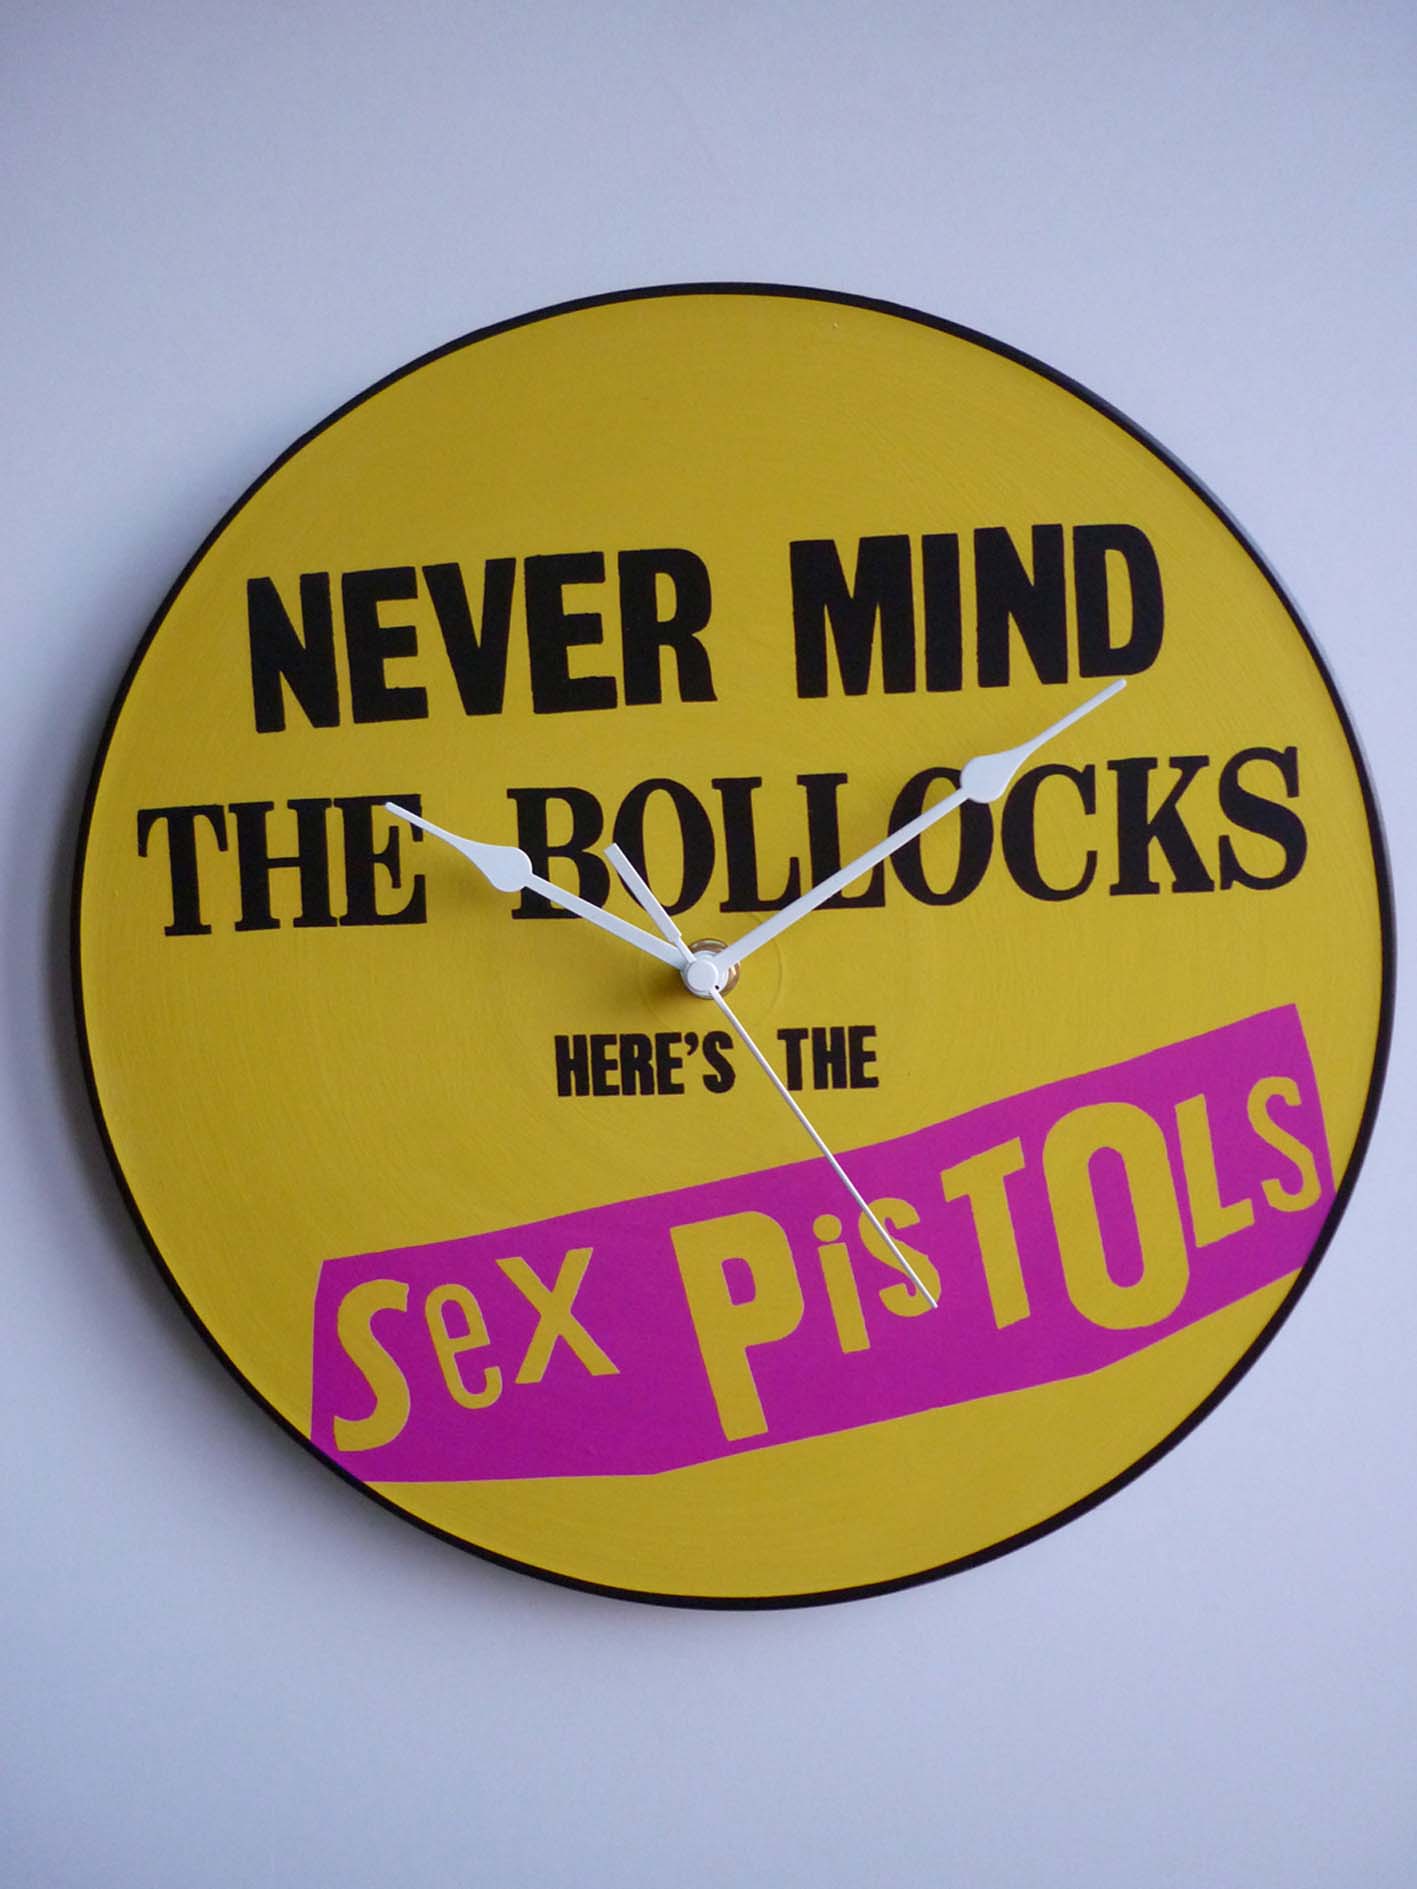 NEVER MIND
THE BOLLOCKS
HERE'S THE
SeX PiSTOLS